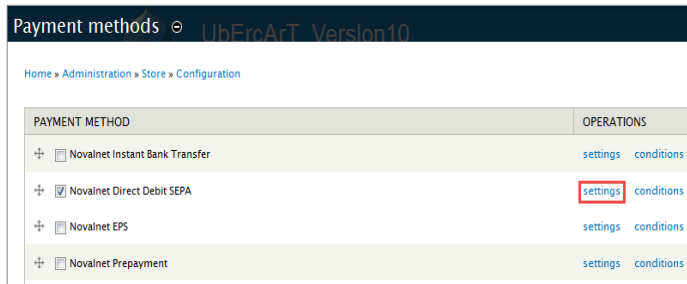 Payment methods
UbErcArT VersIon10
Home » Administration » Store » Configuration
PAYMENT METHOD OPERATIONS
Novalnet Instant Bank Transfer settings conditions
Novalnet Direct Debit SEPA settings conditions
Novalnet EPS settings conditions
Novalnet Prepayment settings conditions